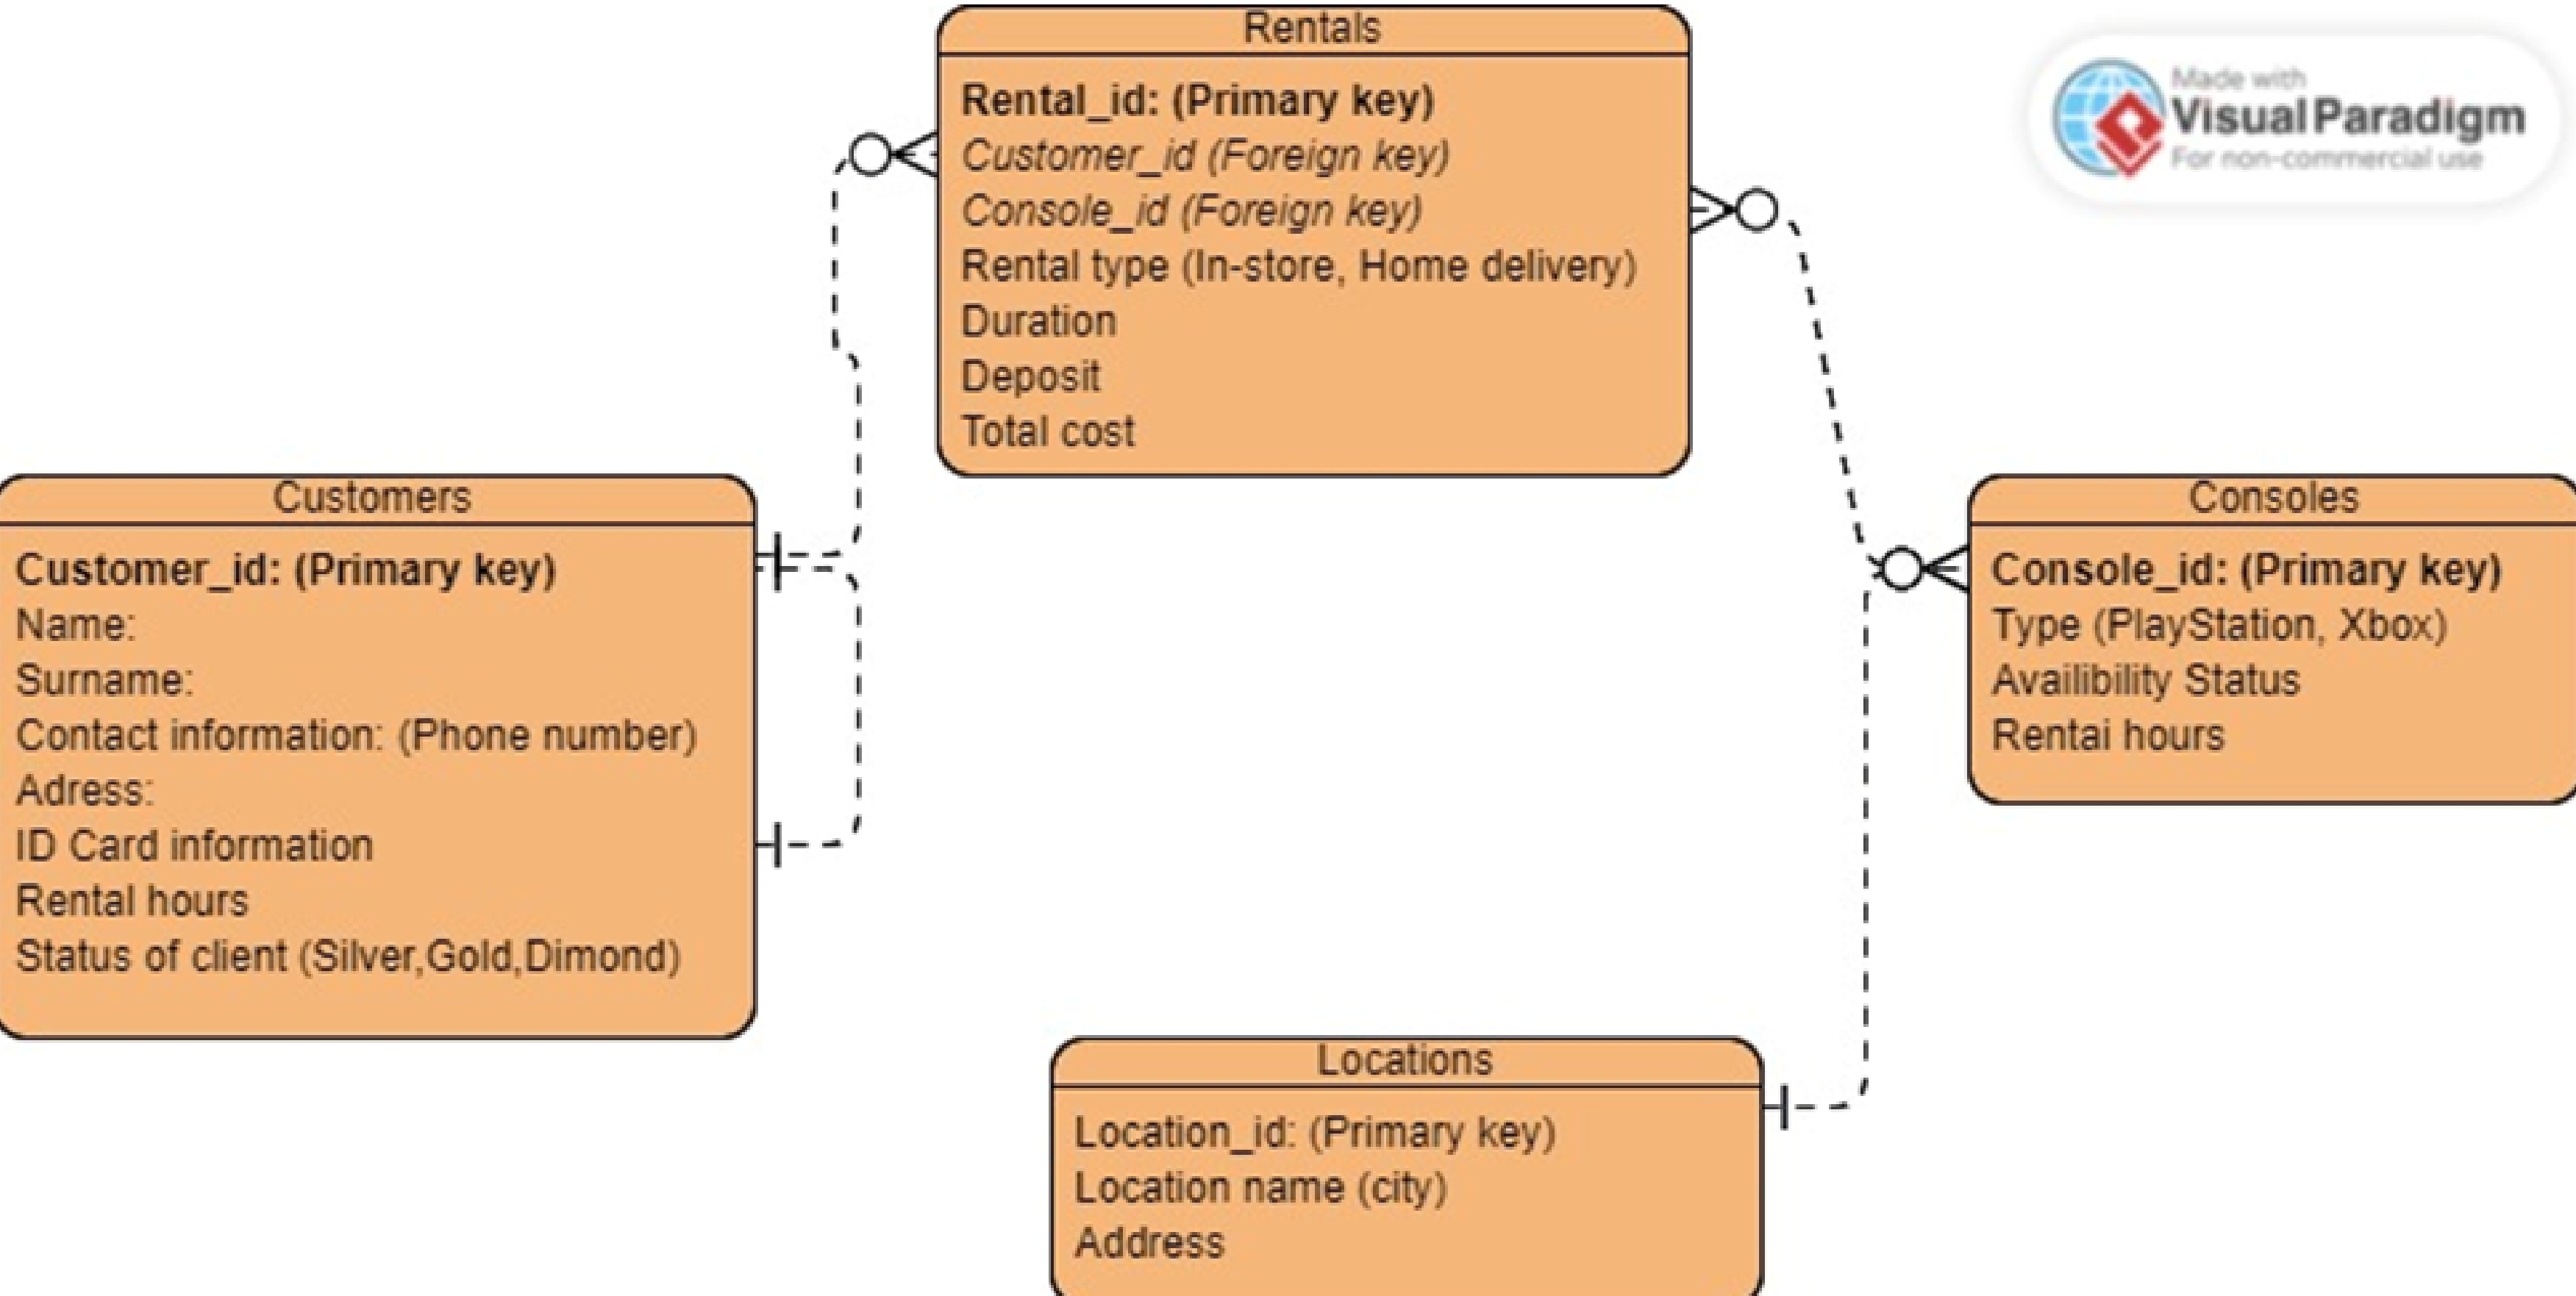 Rentals
Rental_id: (Primary key)
Customer_id (Foreign key)
Console_id (Foreign key)
Rental type (In-store, Home delivery)
Duration
Deposit
Total cost
Made with
Visual Paradigm
For non-commercial use
Customers
Customer_id: (Primary key)
Name:
Surname:
Contact information: (Phone number)
Adress:
ID Card information
Rental hours
Status of client (Silver,Gold,Dimond)
Consoles
Console_id: (Primary key)
Type (PlayStation, Xbox)
Availibility Status
Rentai hours
Locations
Location_id: (Primary key)
Location name (city)
Address